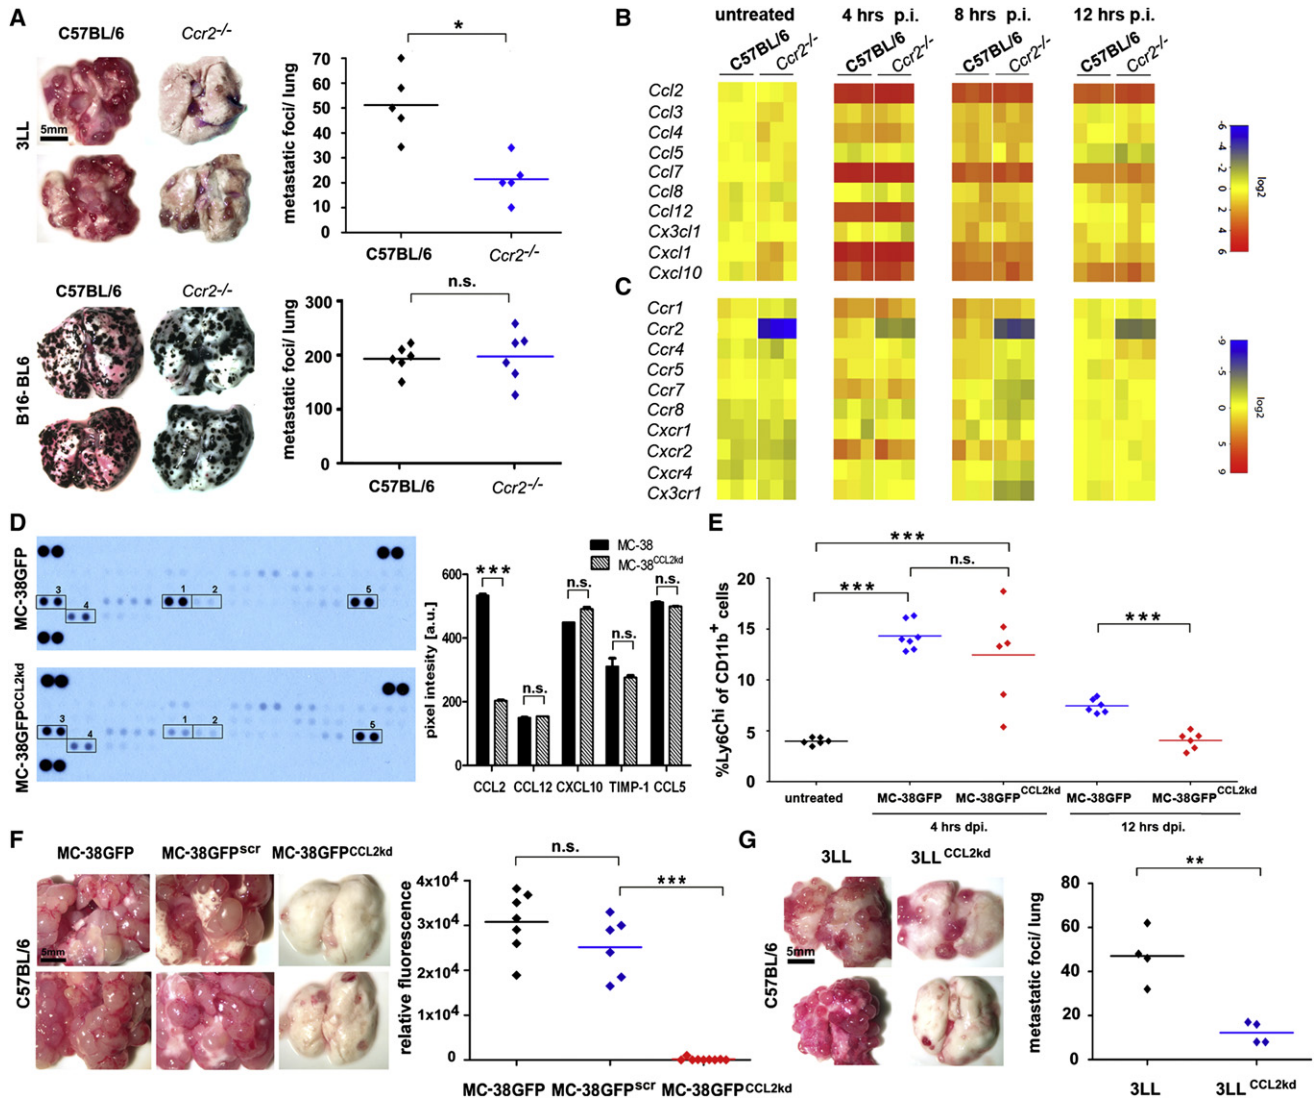 A
C57BL/6 Ccr2-/-
3LL
5mm
metastatic foci/ lung
70
60
50
40
30
20
10
0
*
C57BL/6 Ccr2-/-
C57BL/6 Ccr2-/-
B16-BL6
metastatic foci/ lung
300
200
100
0
n.s.
C57BL/6 Ccr2-/-
B
untreated 4 hrs p.i. 8 hrs p.i. 12 hrs p.i.
C57BL/6 Ccr2-/- C57BL/6 Ccr2-/- C57BL/6 Ccr2-/- C57BL/6 Ccr2-/-
Ccl2
Ccl3
Ccl4
Ccl5
Ccl7
Ccl8
Ccl12
Cx3cl1
Cxcl1
Cxcl10
-6
-4
-2
0
2
4
6
log2
C
Ccr1
Ccr2
Ccr4
Ccr5
Ccr7
Ccr8
Cxcr1
Cxcr2
Cxcr4
Cx3cr1
-9
-5
0
5
9
log2
D
MC-38GFP
3 4 1 2 5
MC-38GFPCCL2kd
3 4 1 2 5
MC-38
MC-38CCL2kd
pixel intesity [a.u.]
600
400
200
0
*** n.s. n.s. n.s. n.s.
CCL2 CCL12 CXCL10 TIMP-1 CCL5
E
%Ly6Chi of CD11b+ cells
20
15
10
5
0
***
*** n.s.
***
untreated MC-38GFP MC-38GFPCCL2kd MC-38GFP MC-38GFPCCL2kd
4 hrs dpi. 12 hrs dpi.
F
MC-38GFP MC-38GFPscr MC-38GFPCCL2kd
C57BL/6
5mm
relative fluorescence
4x10⁴
3x10⁴
2x10⁴
1x10⁴
0
n.s.
***
MC-38GFP MC-38GFPscr MC-38GFPCCL2kd
G
3LL 3LLCCL2kd
C57BL/6
5mm
metastatic foci/ lung
80
60
40
20
0
**
3LL 3LLCCL2kd